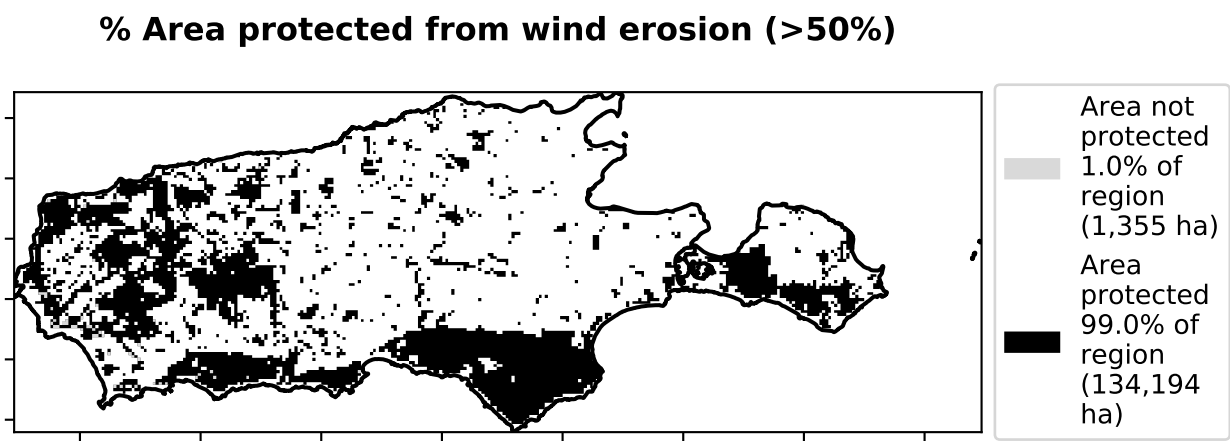 % Area protected from wind erosion (>50%)
Area not
protected
1.0% of
region
(1,355 ha)
Area
protected
99.0% of
region
(134,194
ha)